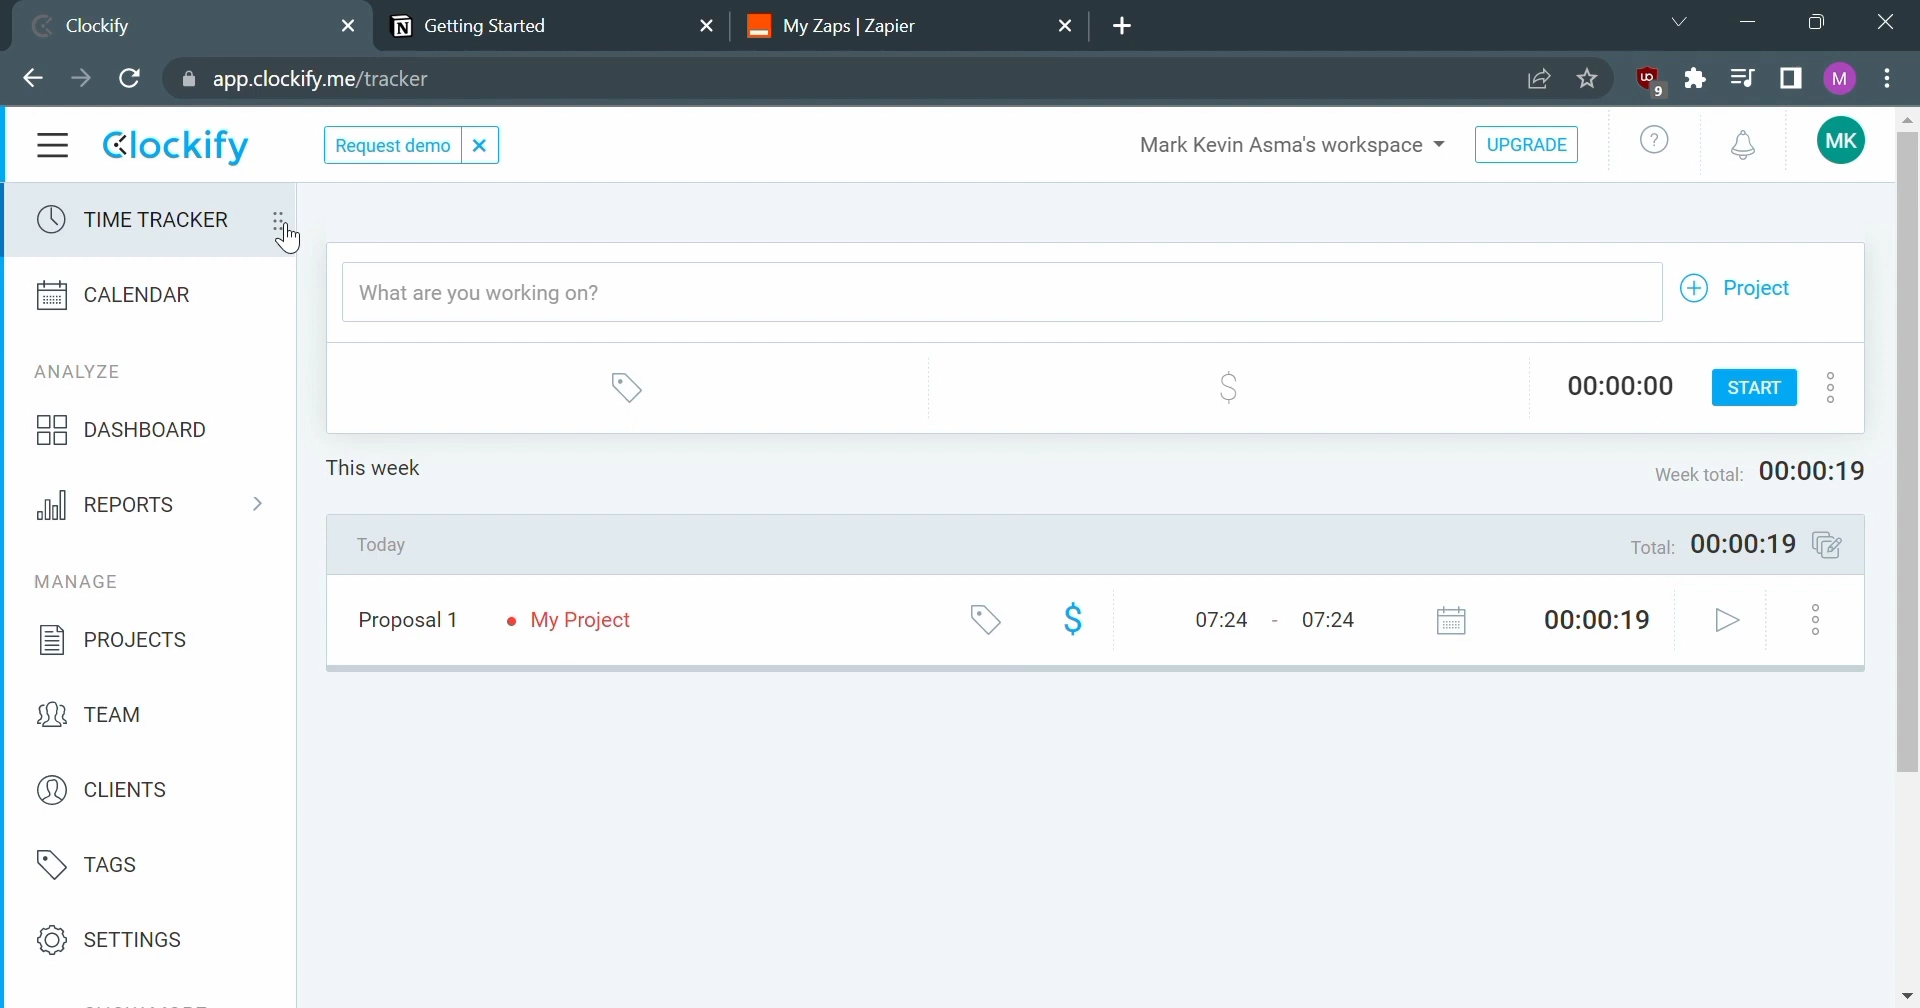 Clockify
Getting Started
My Zaps | Zapier
app.clockify.me/tracker
9
M
Clockify
Request demo
Mark Kevin Asma's workspace
UPGRADE
MK
TIME TRACKER
CALENDAR
ANALYZE
DASHBOARD
REPORTS
MANAGE
PROJECTS
TEAM
CLIENTS
TAGS
SETTINGS
What are you working on?
Project
00:00:00
START
This week
Week total: 00:00:19
Today
Total: 00:00:19
Proposal 1 • My Project
07:24 - 07:24
00:00:19